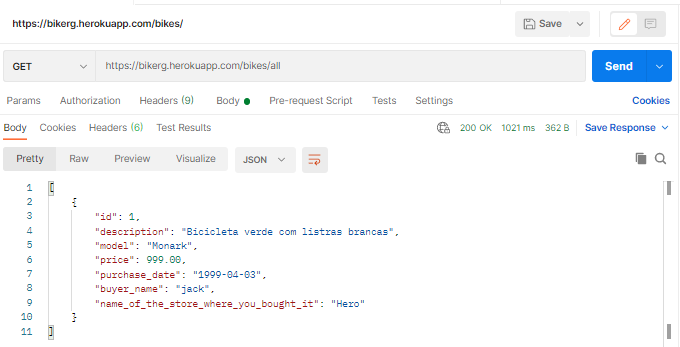 https://bikerg.herokuapp.com/bikes/ Save
GET https://bikerg.herokuapp.com/bikes/all Send
Params Authorization Headers (9) Body Pre-request Script Tests Settings Cookies
Body Cookies Headers (6) Test Results 200 OK 1021 ms 362 B Save Response
Pretty Raw Preview Visualize JSON
1 [
2 {
3 "id": 1,
4 "description": "Bicicleta verde com listras brancas",
5 "model": "Monark",
6 "price": 999.00,
7 "purchase_date": "1999-04-03",
8 "buyer_name": "jack",
9 "name_of_the_store_where_you_bought_it": "Hero"
10 }
11 ]